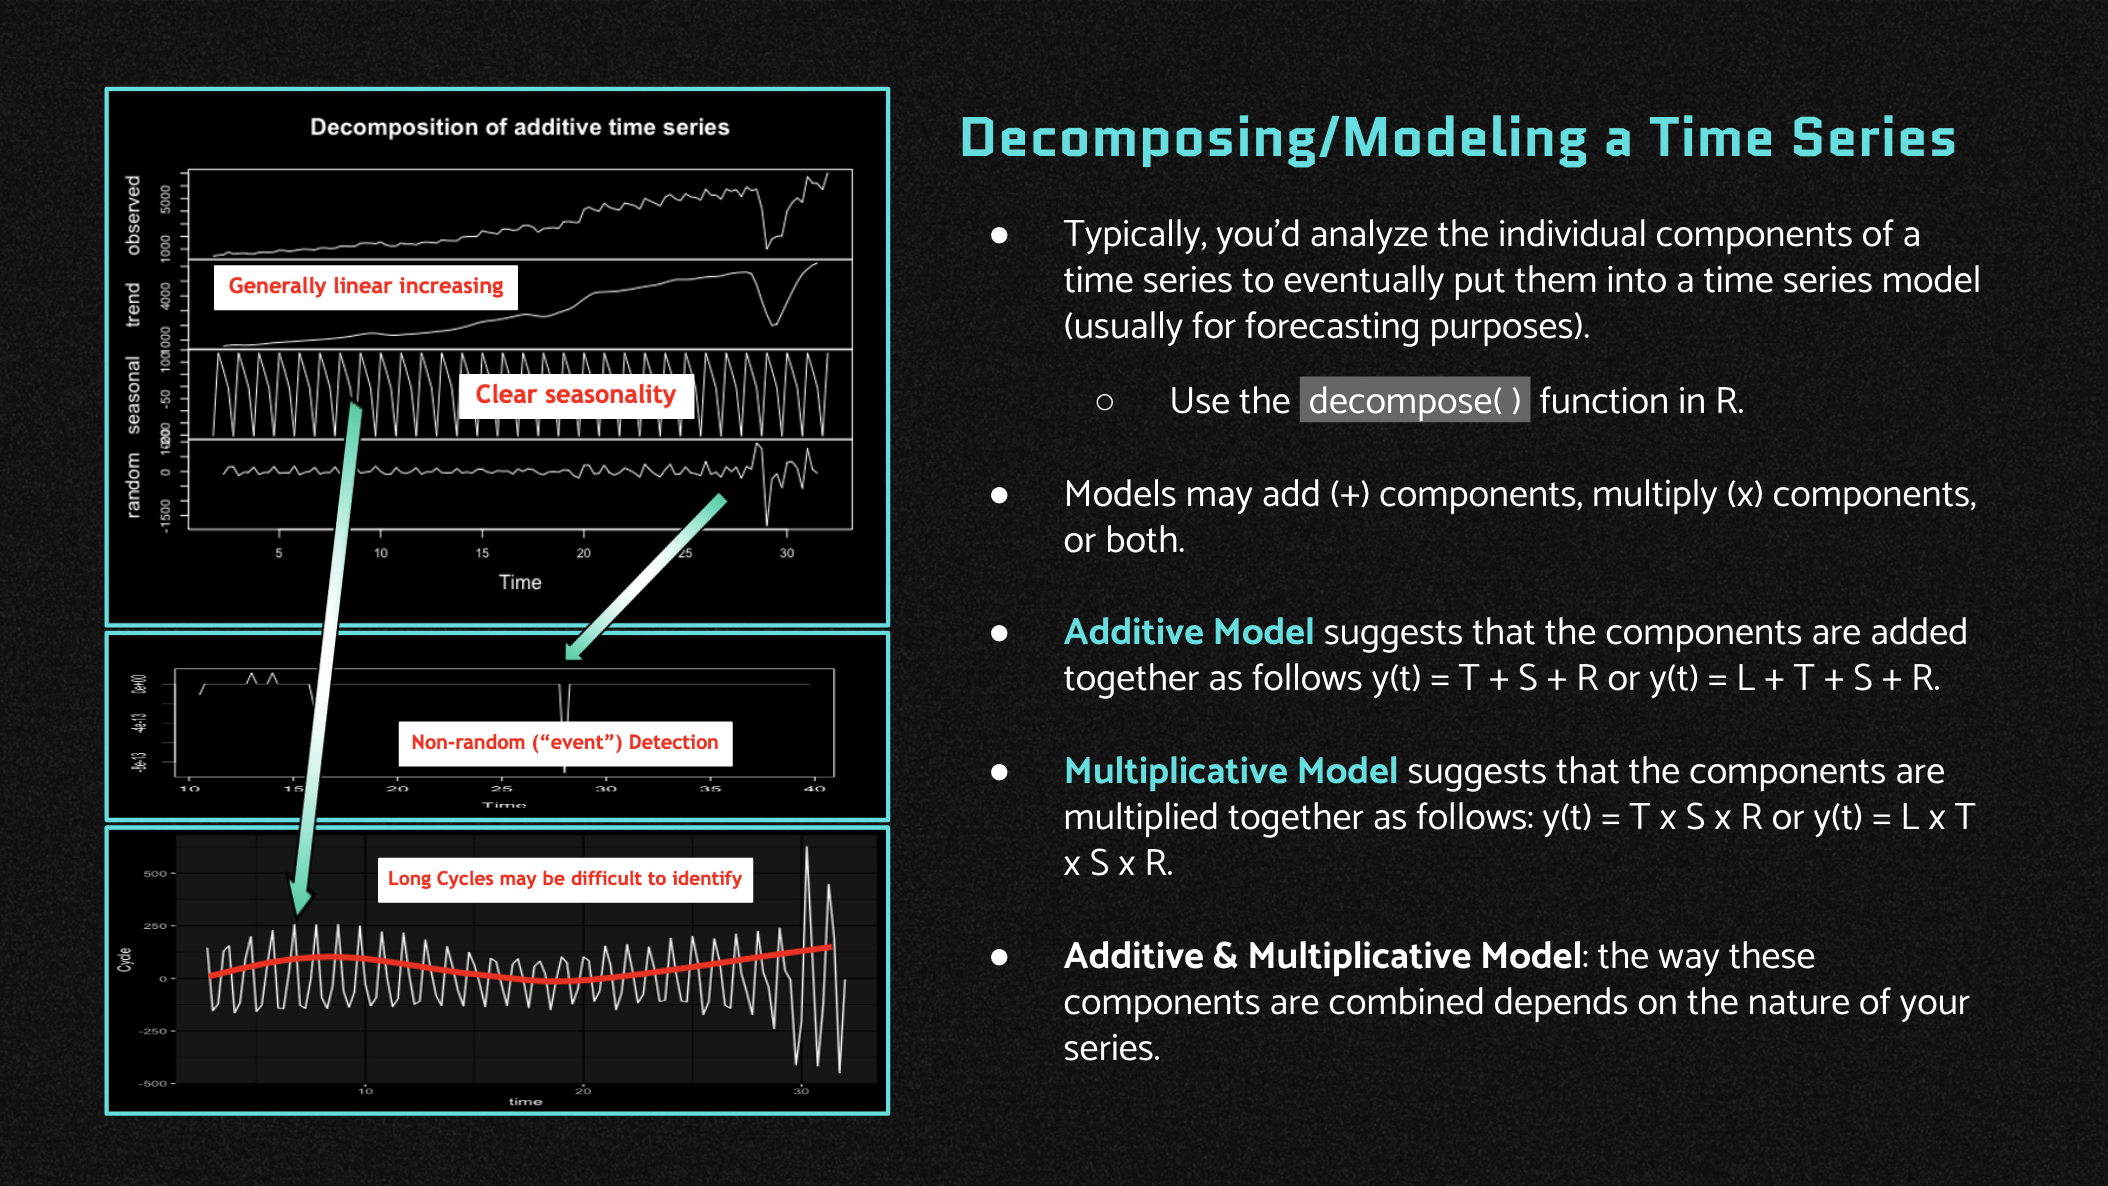 Decomposition of additive time series
observed
1000 5000
Generally linear increasing
trend
1000 4000
Clear seasonality
seasonal
-50 100
random
-1500 0
5 10 15 20 25 30
Time
0e+00
-4e-13
-8e-13
Non-random (“event”) Detection
10 15 20 25 30 35 40
Time
Long Cycles may be difficult to identify
Cycle
500
250
0
-250
-500
10 20 30
time
Decomposing/Modeling a Time Series
● Typically, you’d analyze the individual components of a
time series to eventually put them into a time series model
(usually for forecasting purposes).
○ Use the decompose( ) function in R.
● Models may add (+) components, multiply (x) components,
or both.
● Additive Model suggests that the components are added
together as follows y(t) = T + S + R or y(t) = L + T + S + R.
● Multiplicative Model suggests that the components are
multiplied together as follows: y(t) = T x S x R or y(t) = L x T
x S x R.
● Additive & Multiplicative Model: the way these
components are combined depends on the nature of your
series.